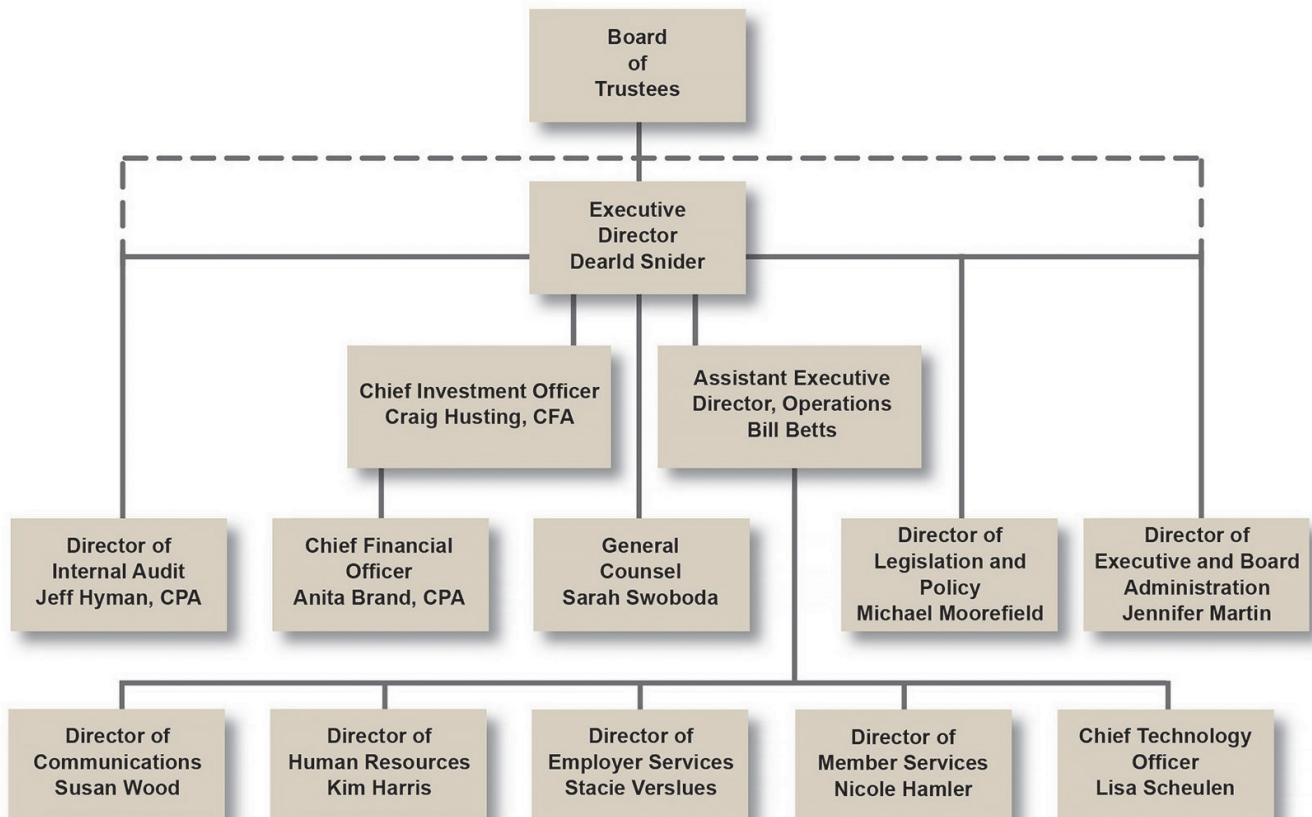 Board
of
Trustees
Executive
Director
Dearld Snider
Chief Investment Officer
Craig Husting, CFA
Assistant Executive
Director, Operations
Bill Betts
Director of
Internal Audit
Jeff Hyman, CPA
Chief Financial
Officer
Anita Brand, CPA
General
Counsel
Sarah Swoboda
Director of
Legislation and
Policy
Michael Moorefield
Director of
Executive and Board
Administration
Jennifer Martin
Director of
Communications
Susan Wood
Director of
Human Resources
Kim Harris
Director of
Employer Services
Stacie Verslues
Director of
Member Services
Nicole Hamler
Chief Technology
Officer
Lisa Scheulen